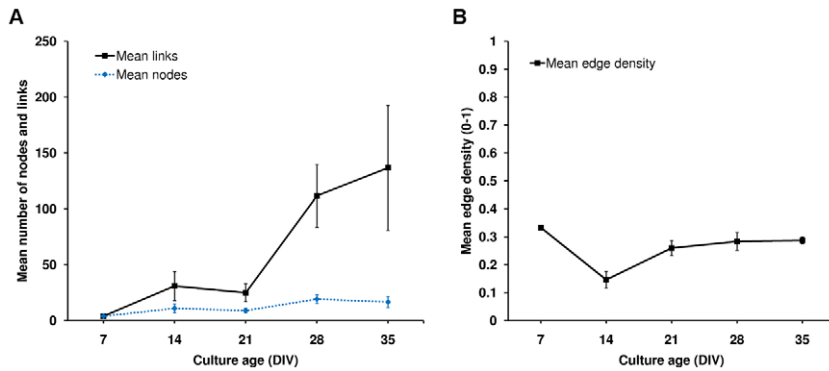 A
250
200
150
100
50
0
Mean number of nodes and links
Mean links
Mean nodes
7 14 21 28 35
Culture age (DIV)
B
1
0.9
0.8
0.7
0.6
0.5
0.4
0.3
0.2
0.1
0
Mean edge density (0-1)
Mean edge density
7 14 21 28 35
Culture age (DIV)